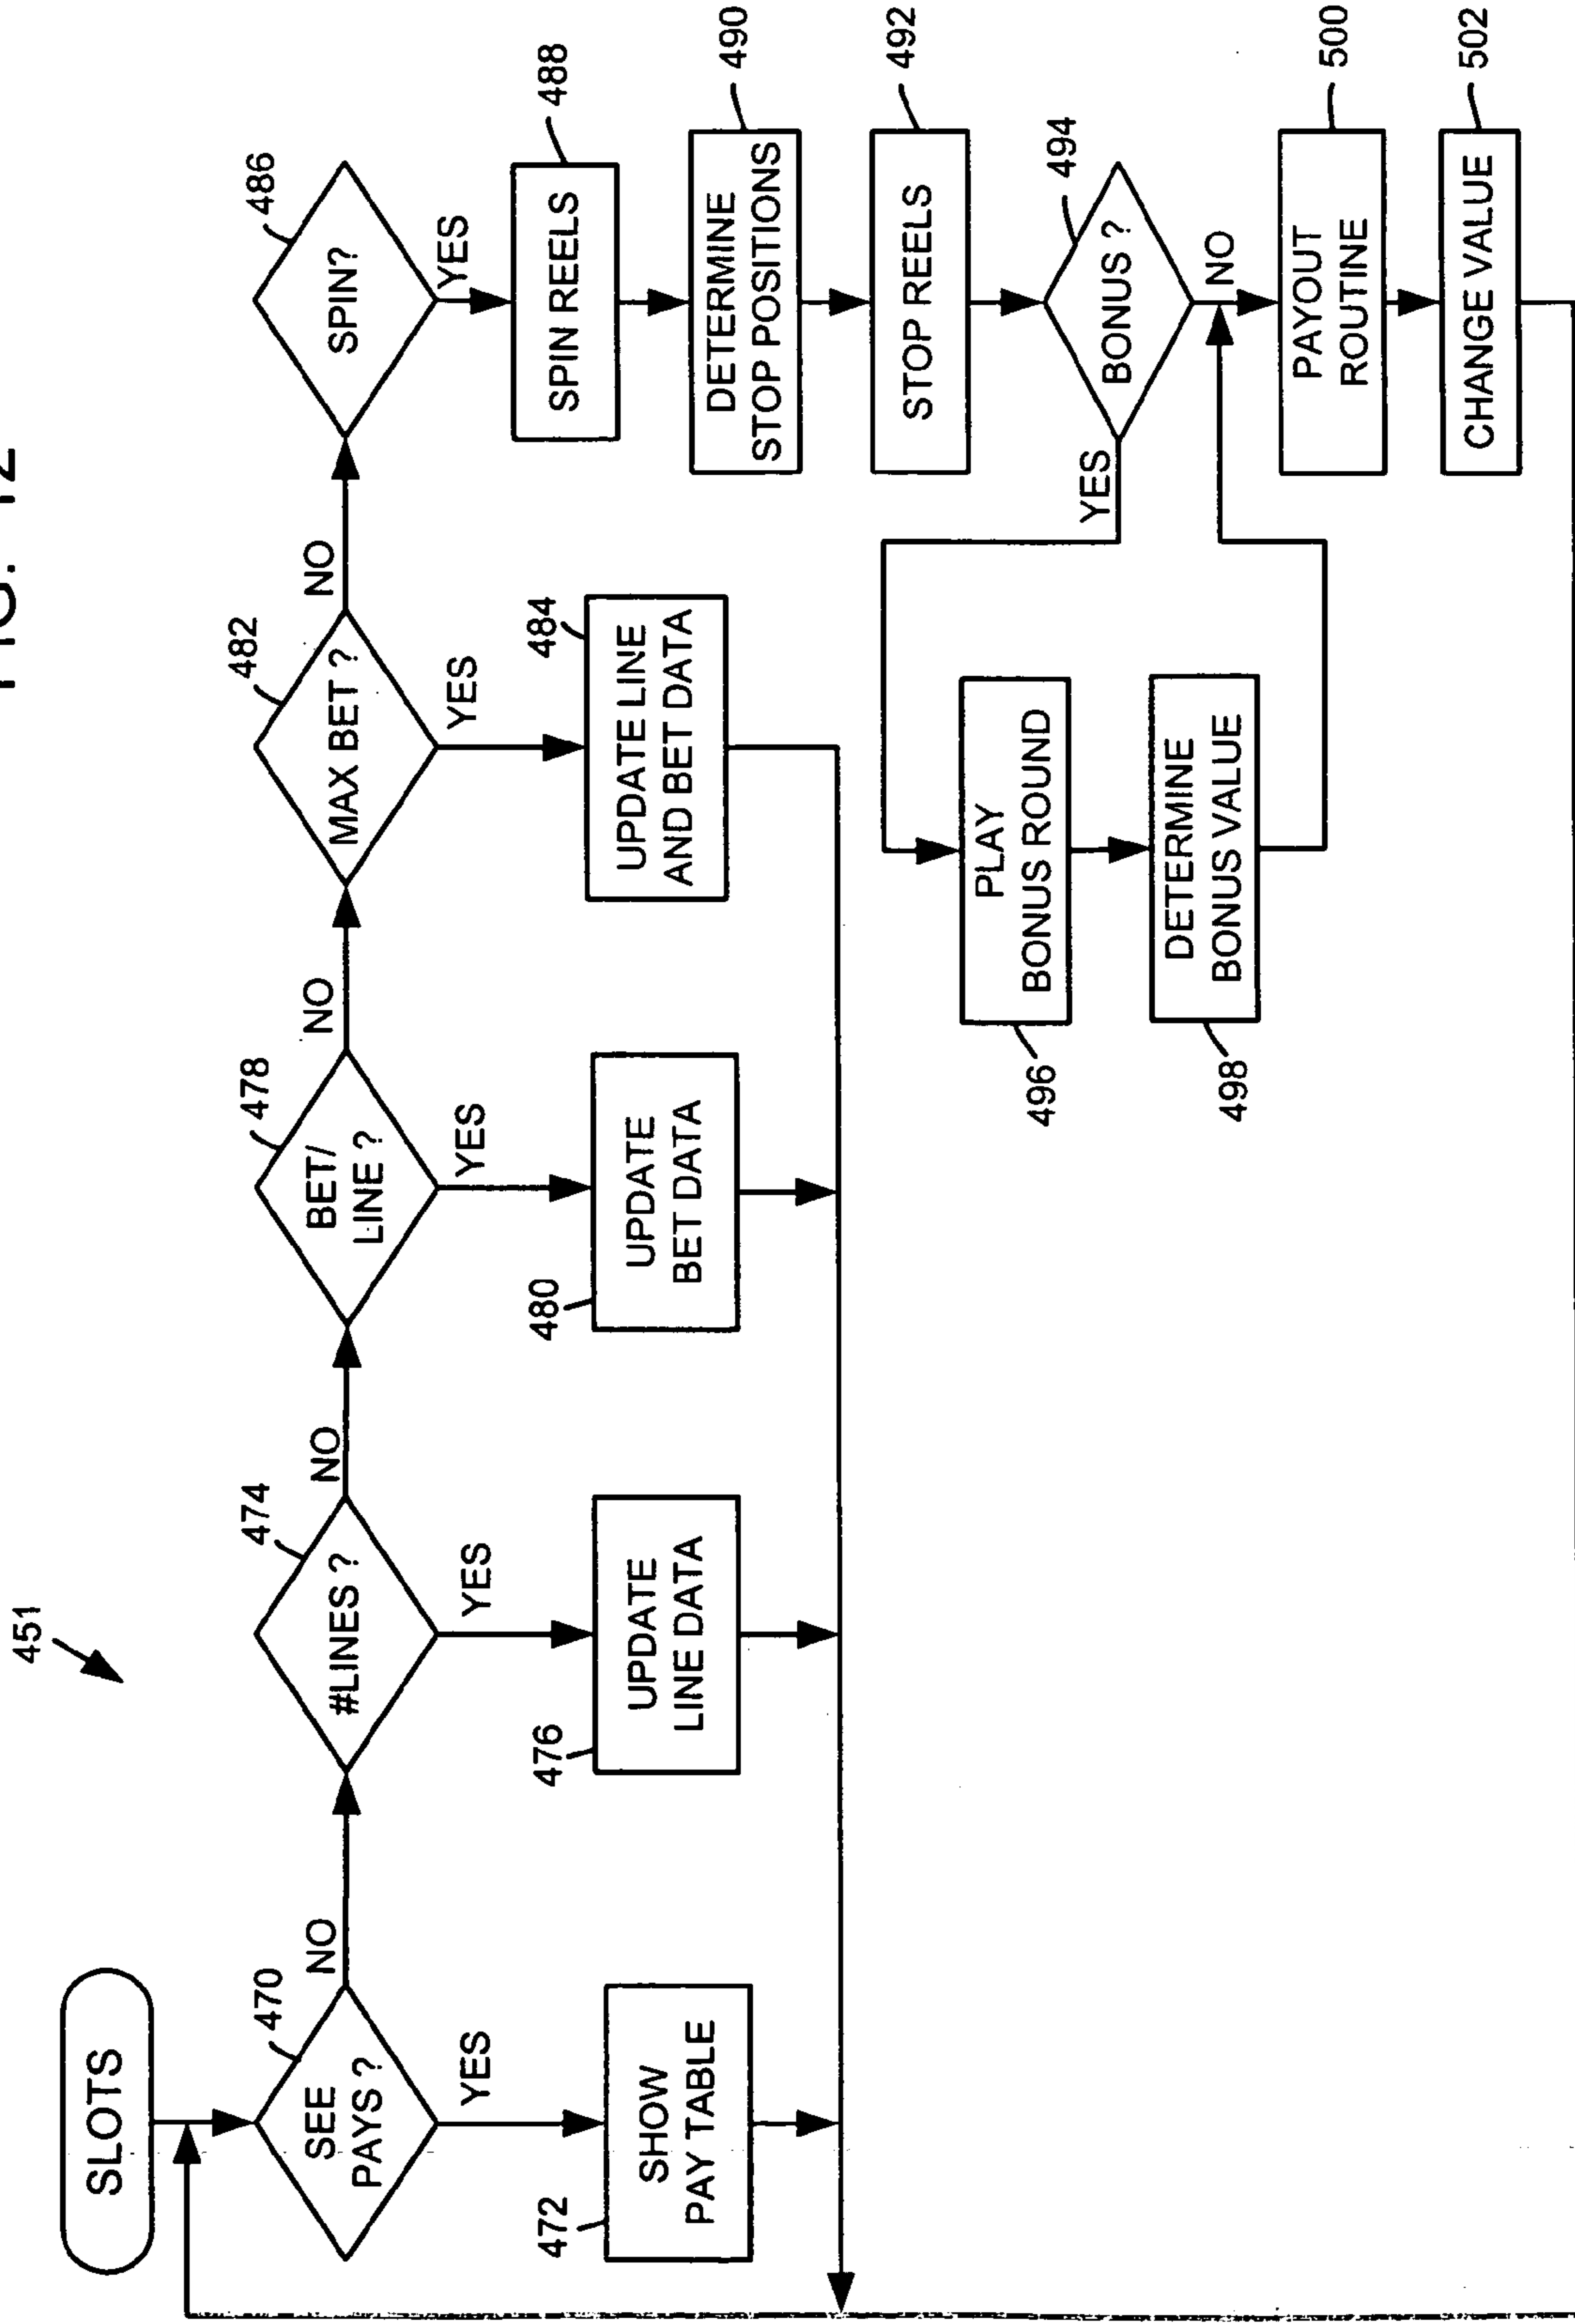 451
SLOTS
470
SEE
PAYS ?
NO
YES
472
SHOW
PAY TABLE
474
#LINES ?
NO
YES
476
UPDATE
LINE DATA
478
BET/
LINE ?
NO
YES
480
UPDATE
BET DATA
482
MAX BET ?
NO
YES
484
UPDATE LINE
AND BET DATA
486
SPIN?
YES
488
SPIN REELS
490
DETERMINE
STOP POSITIONS
492
STOP REELS
494
BONUS ?
YES
NO
496
PLAY
BONUS ROUND
498
DETERMINE
BONUS VALUE
500
PAYOUT
ROUTINE
502
CHANGE VALUE